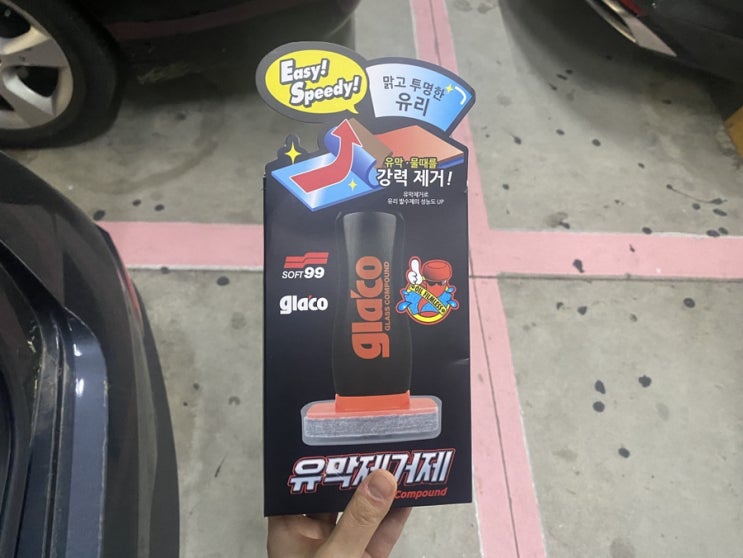 Easy!
Speedy!
맑고 투명한
유리
유막·물때를
강력 제거!
유막제거로
유리 발수제의 성능도 UP
SOFT99
glaco
glaco
GLASS COMPOUND
유막제거제
Compound